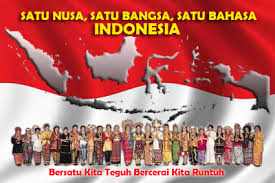 SATU NUSA, SATU BANGSA, SATU BAHASA
INDONESIA
Bersatu Kita Teguh Bercerai Kita Runtuh